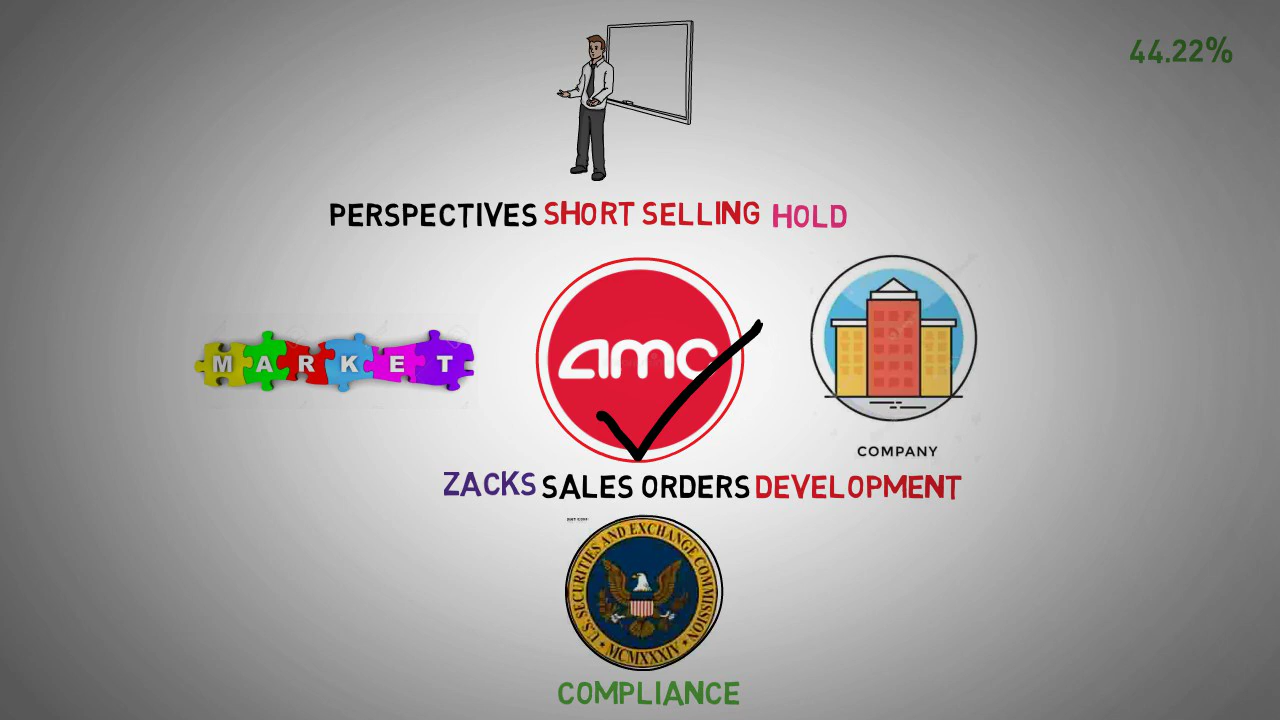 44.22%
PERSPECTIVES SHORT SELLING HOLD
MARKET
amc
COMPANY
ZACKS SALES ORDERS DEVELOPMENT
U.S. SECURITIES AND EXCHANGE COMMISSION
MCMXXXIV
COMPLIANCE